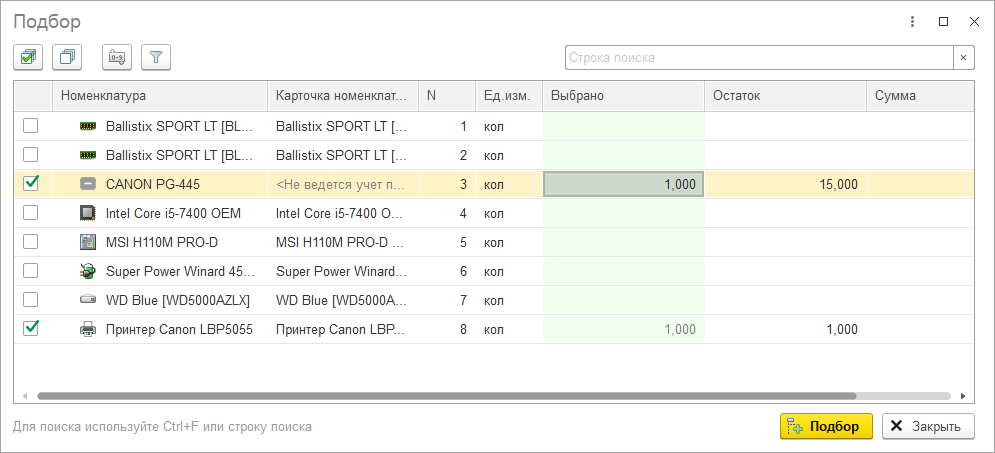 Подбор
0-9
Строка поиска
Номенклатура Карточка номенклат... N Ед.изм. Выбрано Остаток Сумма
Ballistix SPORT LT [BL... Ballistix SPORT LT [... 1 кол
Ballistix SPORT LT [BL... Ballistix SPORT LT [... 2 кол
CANON PG-445 <Не ведется учет п... 3 кол 1,000 15,000
Intel Core i5-7400 OEM Intel Core i5-7400 O... 4 кол
MSI H110M PRO-D MSI H110M PRO-D 5 кол
Super Power Winard 45... Super Power Winard... 6 кол
WD Blue [WD5000AZLX] WD Blue [WD5000A... 7 кол
Принтер Canon LBP5055 Принтер Canon LBP... 8 кол 1,000 1,000
Для поиска используйте Ctrl+F или строку поиска
Подбор
Закрыть